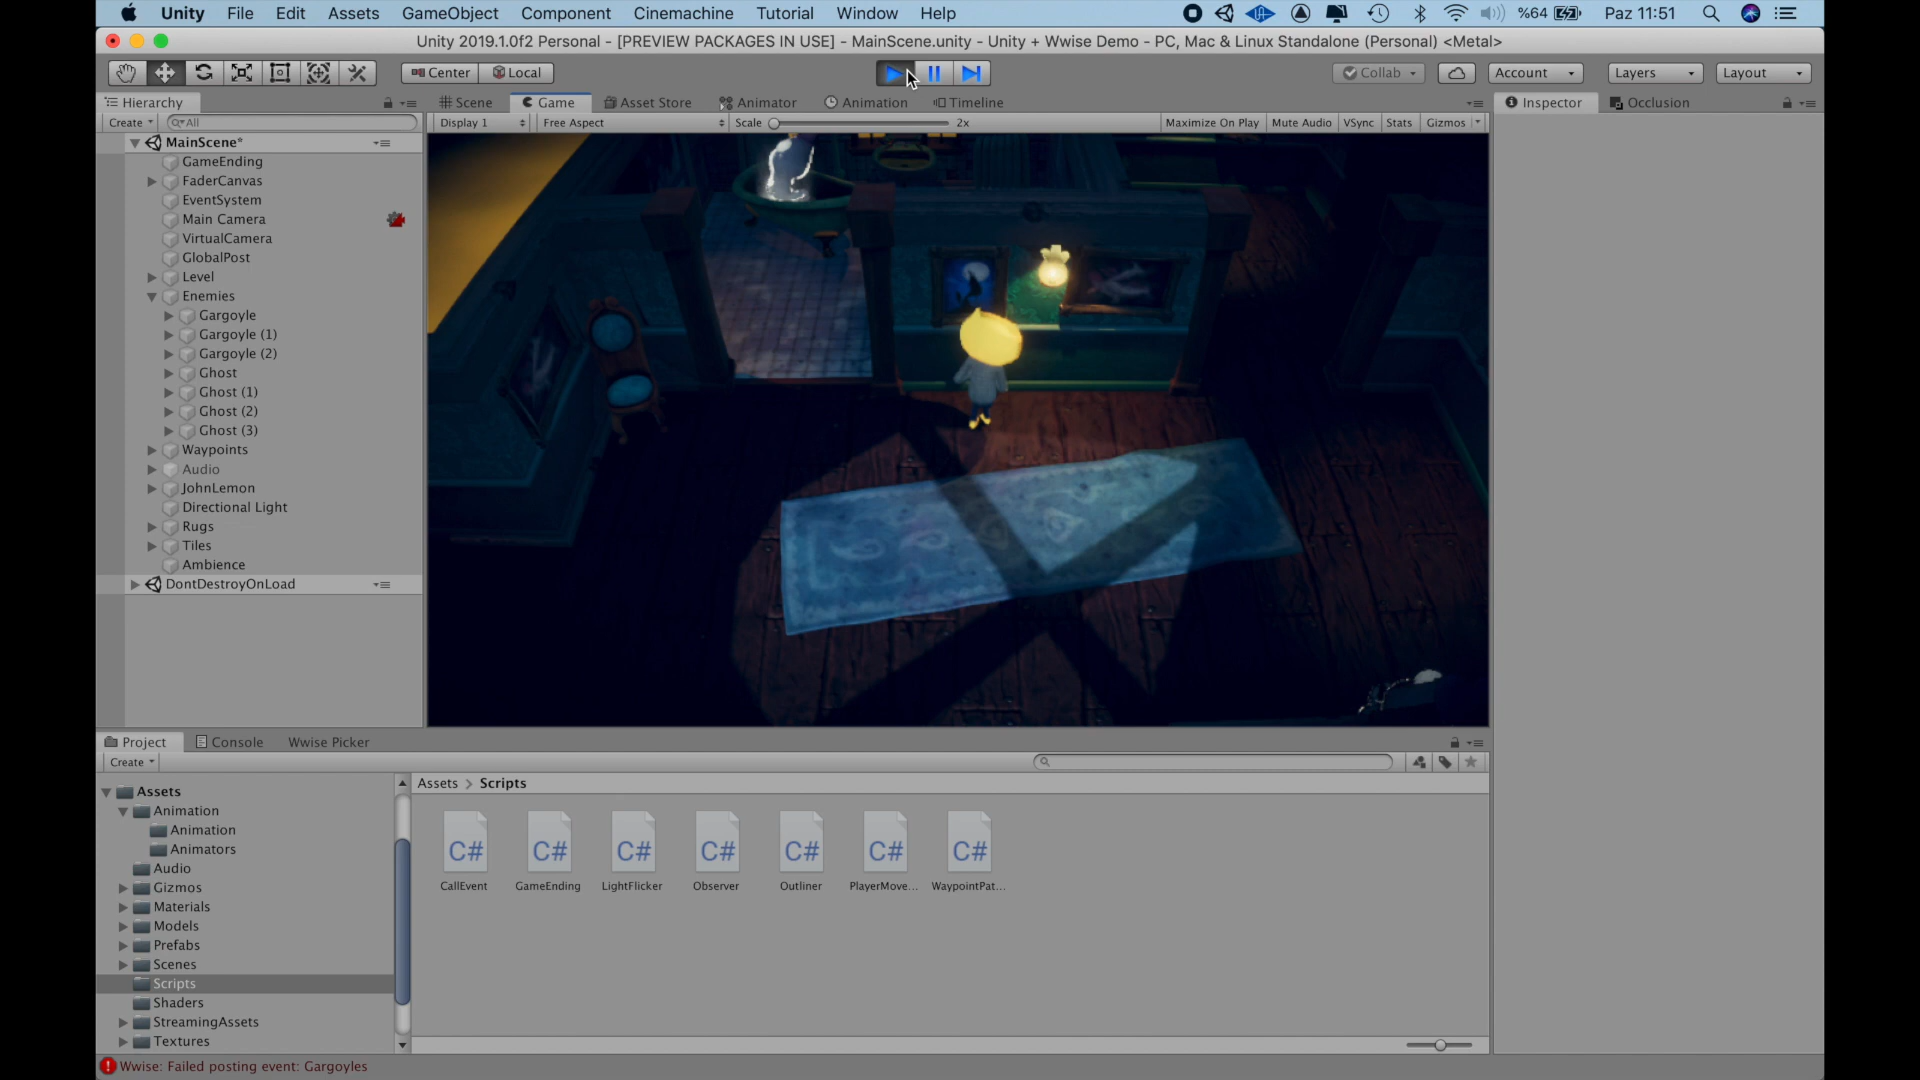 Unity File Edit Assets GameObject Component Cinemachine Tutorial Window Help %64 Paz 11:51
Unity 2019.1.0f2 Personal - [PREVIEW PACKAGES IN USE] - MainScene.unity - Unity + Wwise Demo - PC, Mac & Linux Standalone (Personal) <Metal>
Center Local Collab Account Layers Layout
Hierarchy Scene Game Asset Store Animator Animation Timeline Inspector Occlusion
Create All Display 1 Free Aspect Scale 2x Maximize On Play Mute Audio VSync Stats Gizmos
MainScene*
GameEnding
FaderCanvas
EventSystem
Main Camera
VirtualCamera
GlobalPost
Level
Enemies
Gargoyle
Gargoyle (1)
Gargoyle (2)
Ghost
Ghost (1)
Ghost (2)
Ghost (3)
Waypoints
Audio
JohnLemon
Directional Light
Rugs
Tiles
Ambience
DontDestroyOnLoad
Project Console Wwise Picker
Create
Assets
Animation
Animation
Animators
Audio
Gizmos
Materials
Models
Prefabs
Scenes
Scripts
Shaders
StreamingAssets
Textures
Assets > Scripts
C# C# C# C# C# C# C#
CallEvent GameEnding LightFlicker Observer Outliner PlayerMove... WaypointPat...
Wwise: Failed posting event: Gargoyles